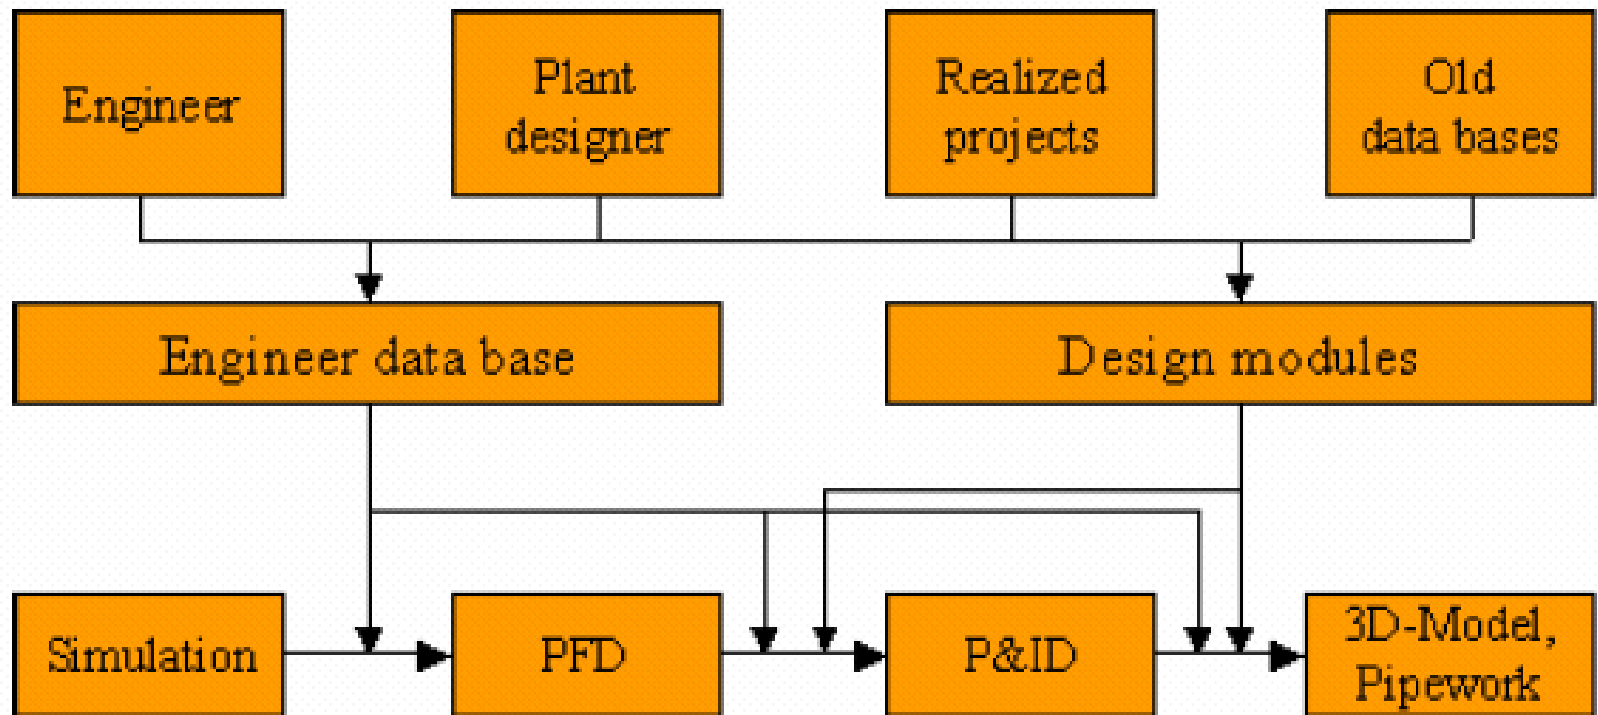 Engineer
Plant
designer
Realized
projects
Old
data bases
Engineer data base
Design modules
Simulation
PFD
P&ID
3D-Model,
Pipework